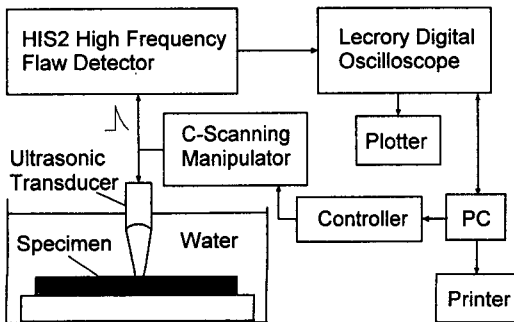 HIS2 High Frequency
Flaw Detector
Lecrory Digital
Oscilloscope
C-Scanning
Manipulator
Plotter
Ultrasonic
Transducer
Controller
PC
Specimen
Water
Printer